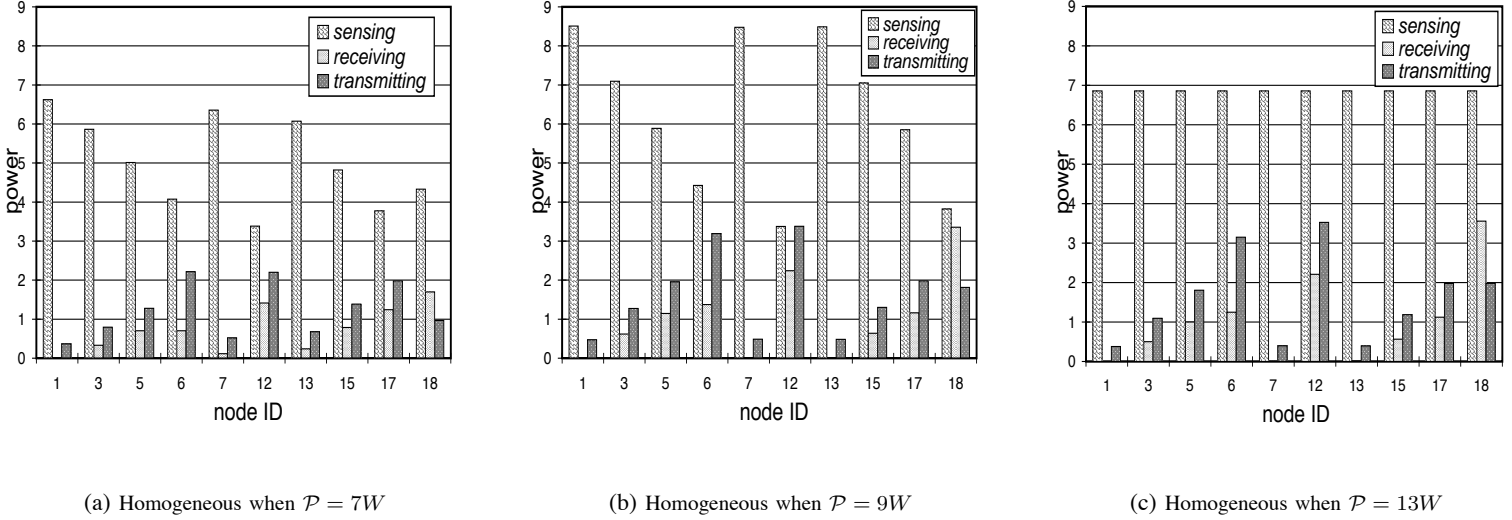 9
8
7
6
5
4
3
2
1
0
power
sensing
receiving
transmitting
1 3 5 6 7 12 13 15 17 18
node ID
(a) Homogeneous when 𝒫 = 7W
9
8
7
6
5
4
3
2
1
0
power
sensing
receiving
transmitting
1 3 5 6 7 12 13 15 17 18
node ID
(b) Homogeneous when 𝒫 = 9W
9
8
7
6
5
4
3
2
1
0
power
sensing
receiving
transmitting
1 3 5 6 7 12 13 15 17 18
node ID
(c) Homogeneous when 𝒫 = 13W